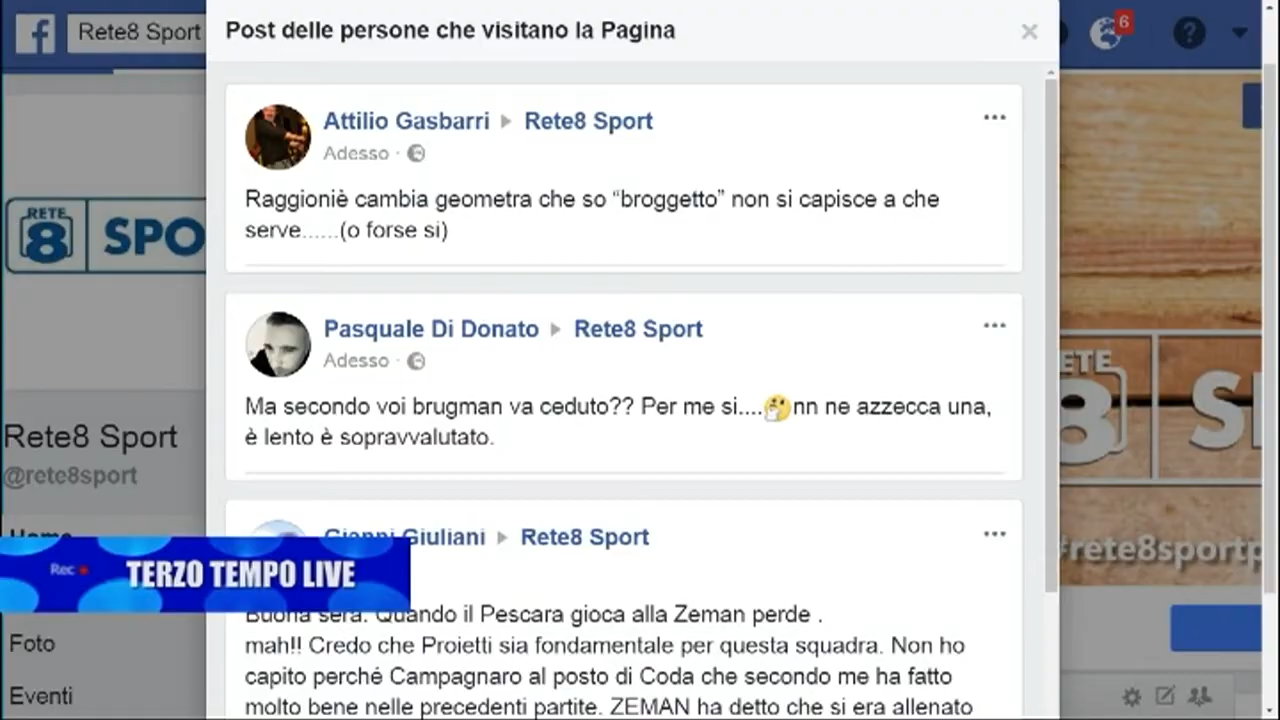 Rete8 Sport
Post delle persone che visitano la Pagina
6
?
Attilio Gasbarri Rete8 Sport
Adesso ·
Raggioniè cambia geometra che so “broggetto” non si capisce a che
serve......(o forse si)
RETE
8
SPO
Pasquale Di Donato Rete8 Sport
Adesso ·
Ma secondo voi brugman va ceduto?? Per me si....🤔nn ne azzecca una,
è lento è sopravvalutato.
ETE
8
S
Rete8 Sport
@rete8sport
Home
Gianni Giuliani Rete8 Sport
#rete8sportp
Rec
TERZO TEMPO LIVE
Buona sera. Quando il Pescara gioca alla Zeman perde .
mah!! Credo che Proietti sia fondamentale per questa squadra. Non ho
capito perché Campagnaro al posto di Coda che secondo me ha fatto
molto bene nelle precedenti partite. ZEMAN ha detto che si era allenato
Foto
Eventi